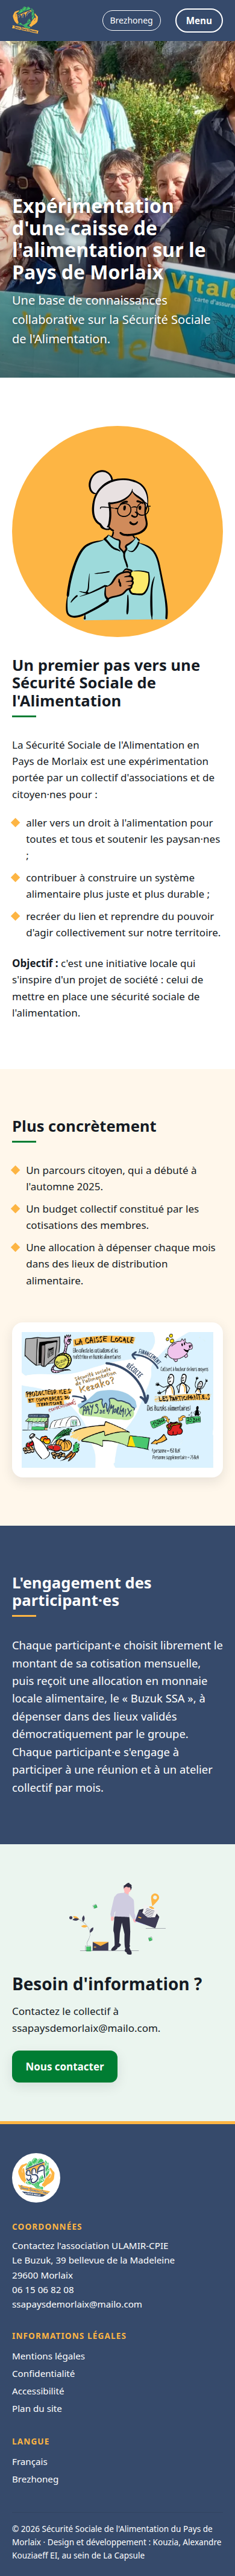 Brezhoneg
Menu
Expérimentation
d'une caisse de
l'alimentation sur le
Pays de Morlaix
Une base de connaissances
collaborative sur la Sécurité Sociale
de l'Alimentation.
Vitale
Vitale
Un premier pas vers une
Sécurité Sociale de
l'Alimentation
La Sécurité Sociale de l'Alimentation en
Pays de Morlaix est une expérimentation
portée par un collectif d'associations et de
citoyen·nes pour :
aller vers un droit à l'alimentation pour
toutes et tous et soutenir les paysan·nes
;
contribuer à construire un système
alimentaire plus juste et plus durable ;
recréer du lien et reprendre du pouvoir
d'agir collectivement sur notre territoire.
Objectif : c'est une initiative locale qui
s'inspire d'un projet de société : celui de
mettre en place une sécurité sociale de
l'alimentation.
Plus concrètement
Un parcours citoyen, qui a débuté à
l'automne 2025.
Un budget collectif constitué par les
cotisations des membres.
Une allocation à dépenser chaque mois
dans des lieux de distribution
alimentaire.
LA CAISSE LOCALE
FINANCEMENT
RÉCOLTE
Sécurité sociale
de l'alimentation
Kezako?
PAYS DE MORLAIX
LES PARTICIPANT·ES
L'engagement des
participant·es
Chaque participant·e choisit librement le
montant de sa cotisation mensuelle,
puis reçoit une allocation en monnaie
locale alimentaire, le « Buzuk SSA », à
dépenser dans des lieux validés
démocratiquement par le groupe.
Chaque participant·e s'engage à
participer à une réunion et à un atelier
collectif par mois.
Besoin d'information ?
Contactez le collectif à
ssapaysdemorlaix@mailo.com.
Nous contacter
SSA
COORDONNÉES
Contactez l'association ULAMIR-CPIE
Le Buzuk, 39 bellevue de la Madeleine
29600 Morlaix
06 15 06 82 08
ssapaysdemorlaix@mailo.com
INFORMATIONS LÉGALES
Mentions légales
Confidentialité
Accessibilité
Plan du site
LANGUE
Français
Brezhoneg
© 2026 Sécurité Sociale de l'Alimentation du Pays de
Morlaix · Design et développement : Kouzia, Alexandre
Kouziaeff EI, au sein de La Capsule